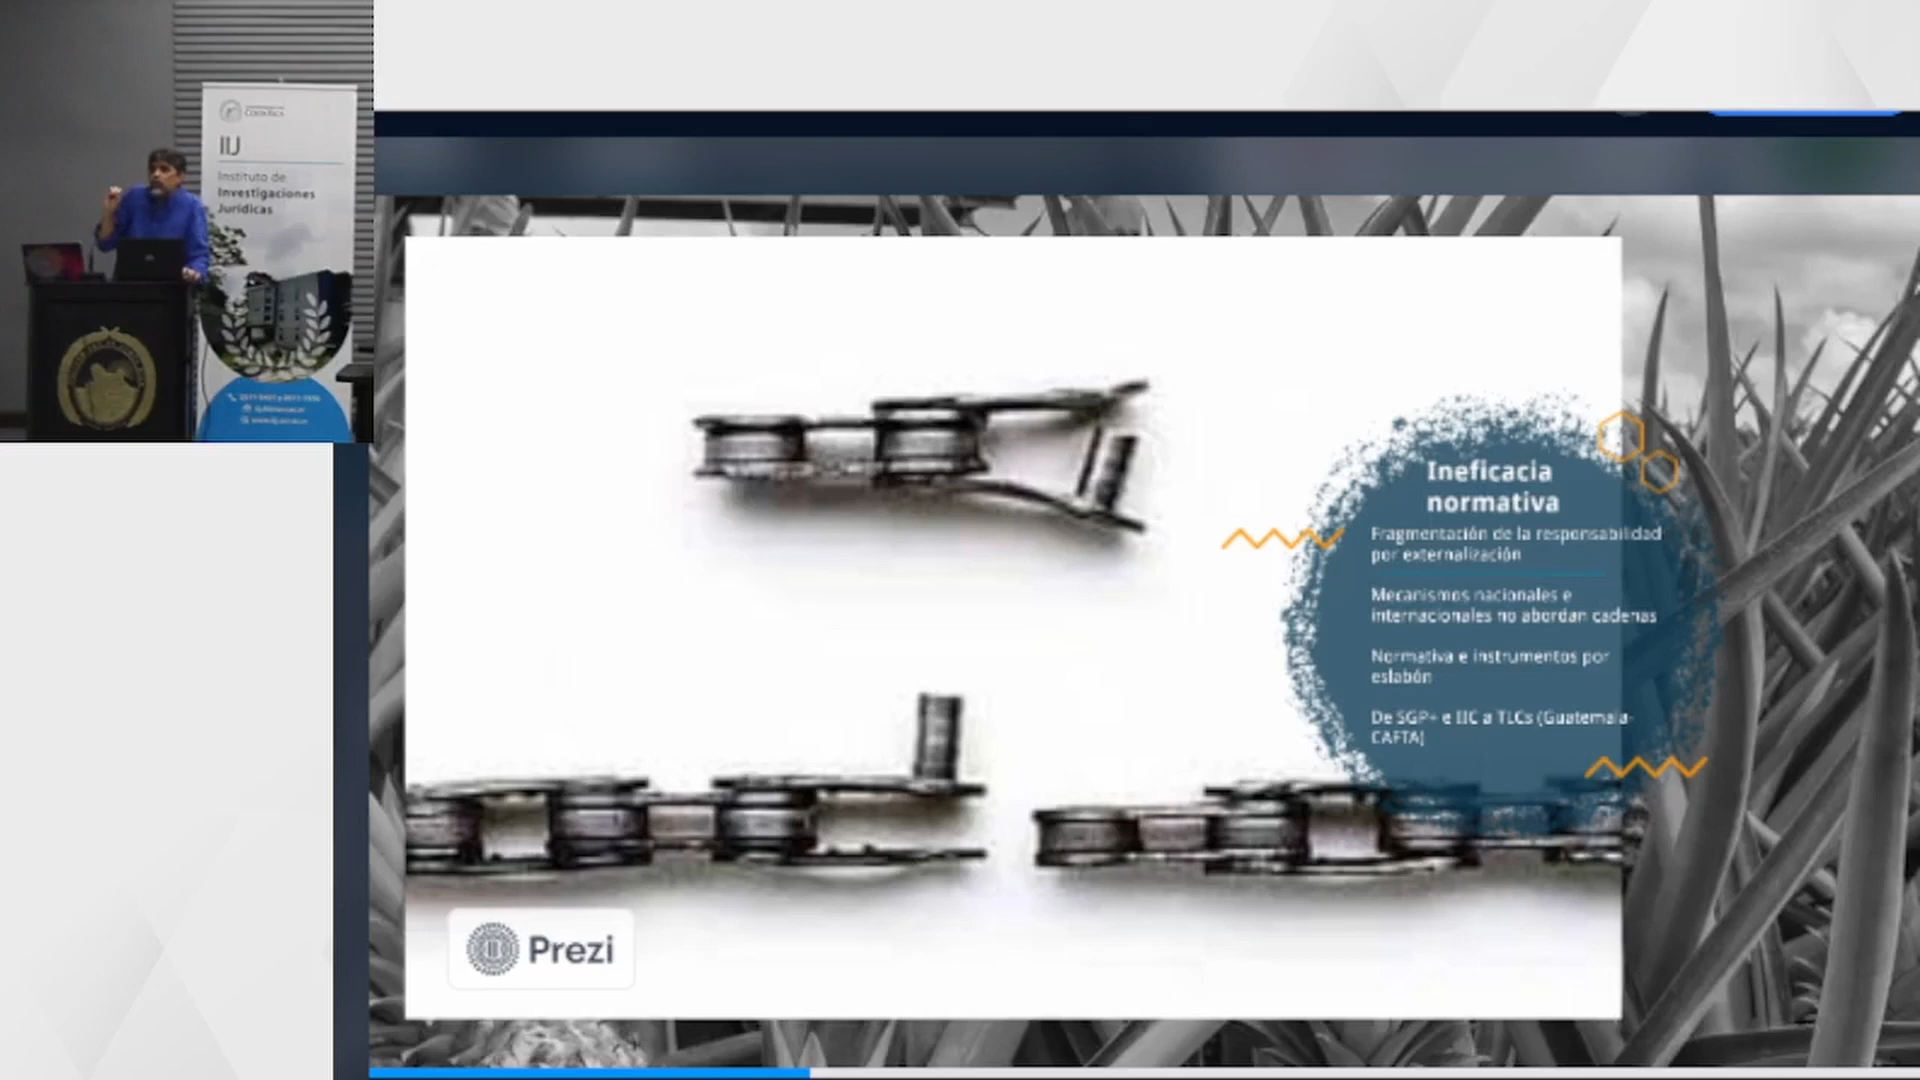 IIJ
Instituto de
Investigaciones
Jurídicas
Ineficacia
normativa
Fragmentación de la responsabilidad
por externalización
Mecanismos nacionales e
internacionales no abordan cadenas
Normativa e instrumentos por
eslabón
De SGP+ e IIC a TLCs (Guatemala-
CAFTA)
Prezi